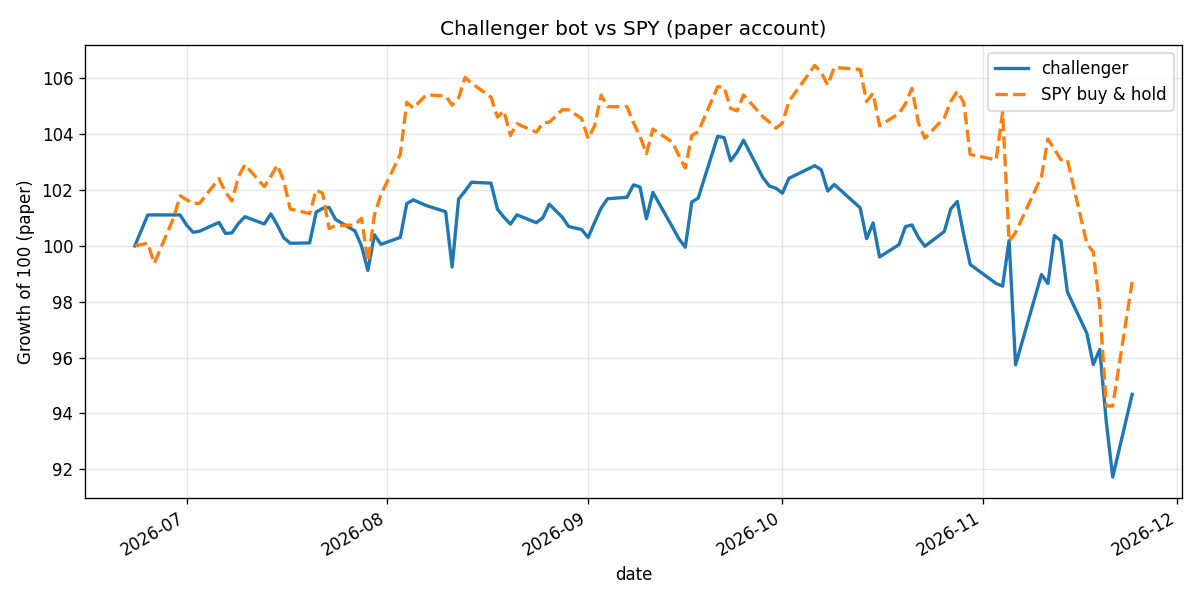 Challenger bot vs SPY (paper account)
challenger
SPY buy & hold
Growth of 100 (paper)
106
104
102
100
98
96
94
92
2026-07
2026-08
2026-09
2026-10
2026-11
2026-12
date